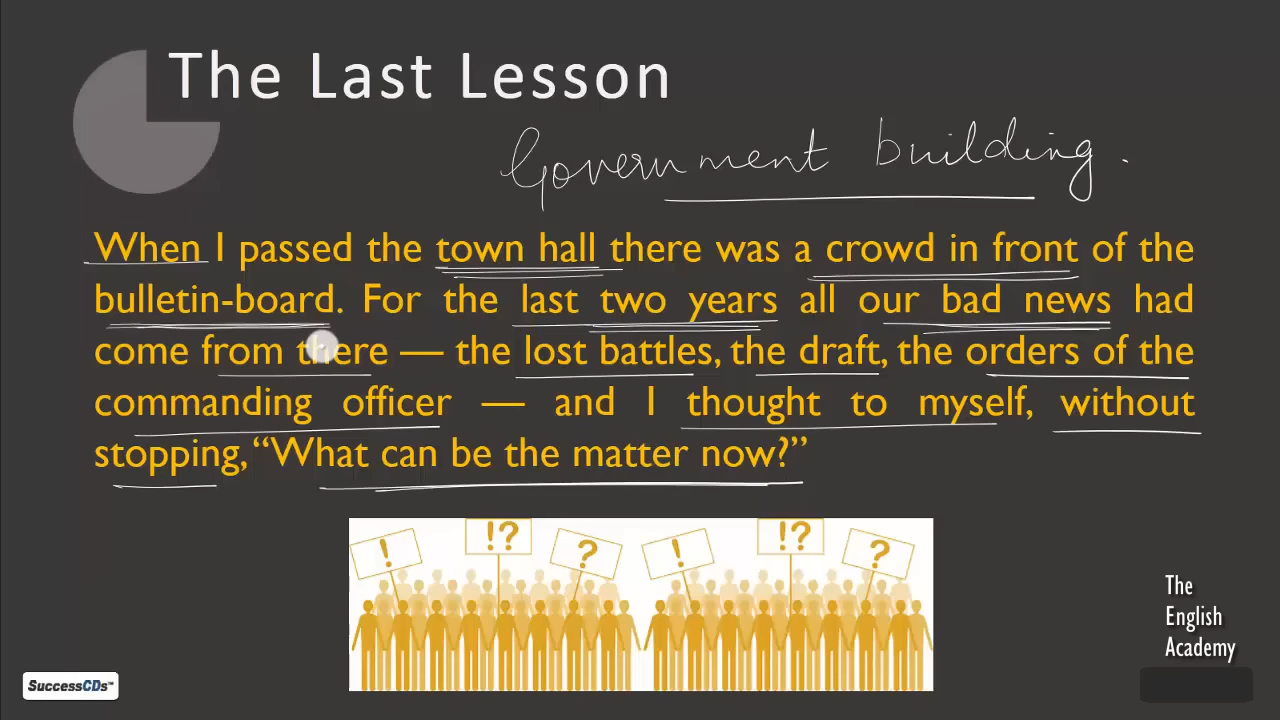 The Last Lesson
Government building.
When I passed the town hall there was a crowd in front of the
bulletin-board. For the last two years all our bad news had
come from there — the lost battles, the draft, the orders of the
commanding officer — and I thought to myself, without
stopping, “What can be the matter now?”
! !? ? ! !? ?
The
English
Academy
SuccessCDs™